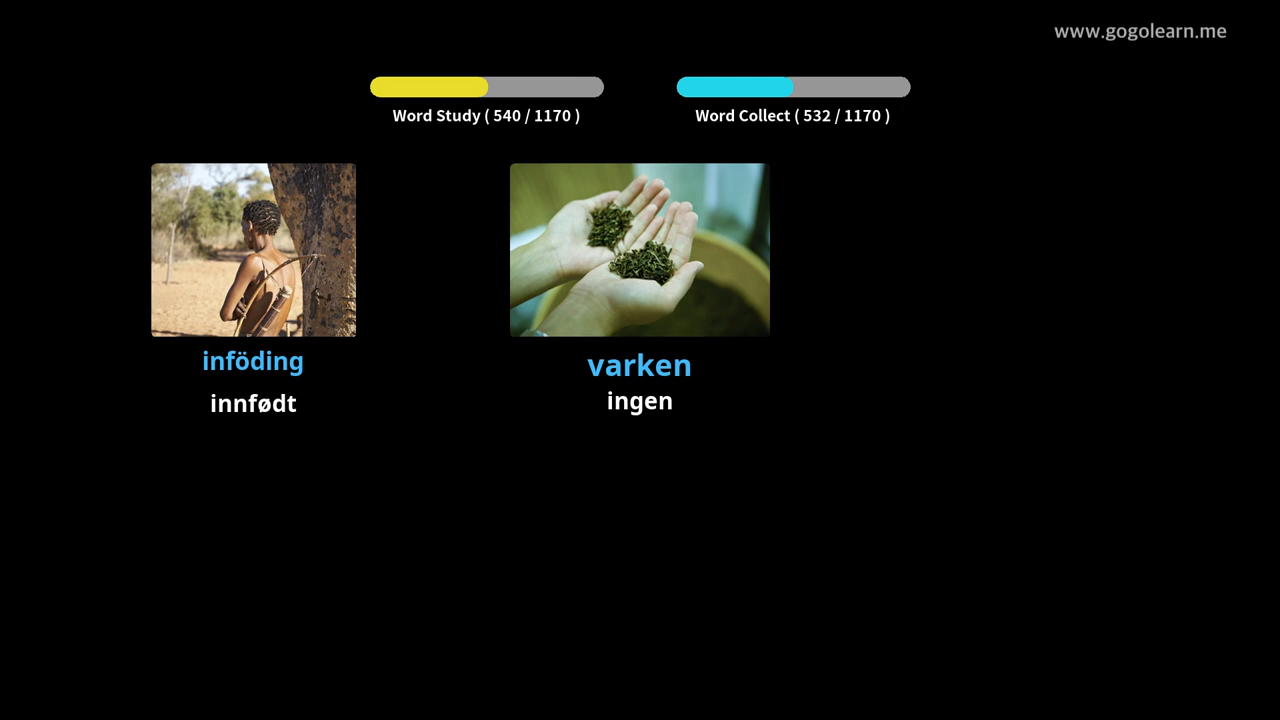 www.gogolearn.me
Word Study ( 540 / 1170 )
Word Collect ( 532 / 1170 )
inföding
innfødt
varken
ingen